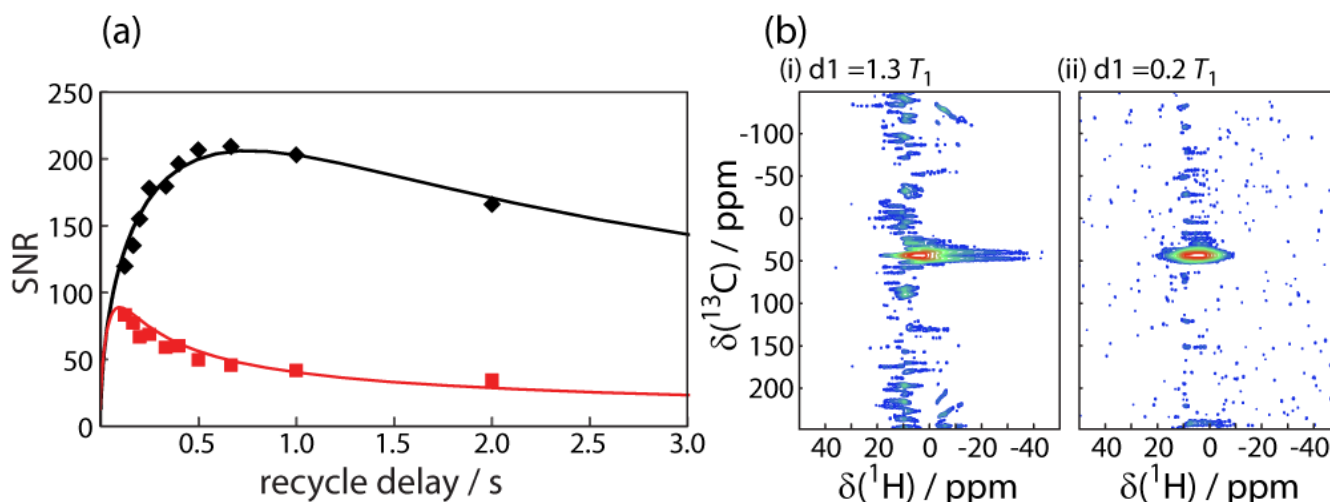 (a)
250
200
150
100
50
0
SNR
0.5 1.0 1.5 2.0 2.5 3.0
recycle delay / s
(b)
(i) d1 =1.3 T₁
(ii) d1 =0.2 T₁
-100
-50
0
50
100
150
200
δ(¹³C) / ppm
40 20 0 -20 -40
δ(¹H) / ppm
40 20 0 -20 -40
δ(¹H) / ppm